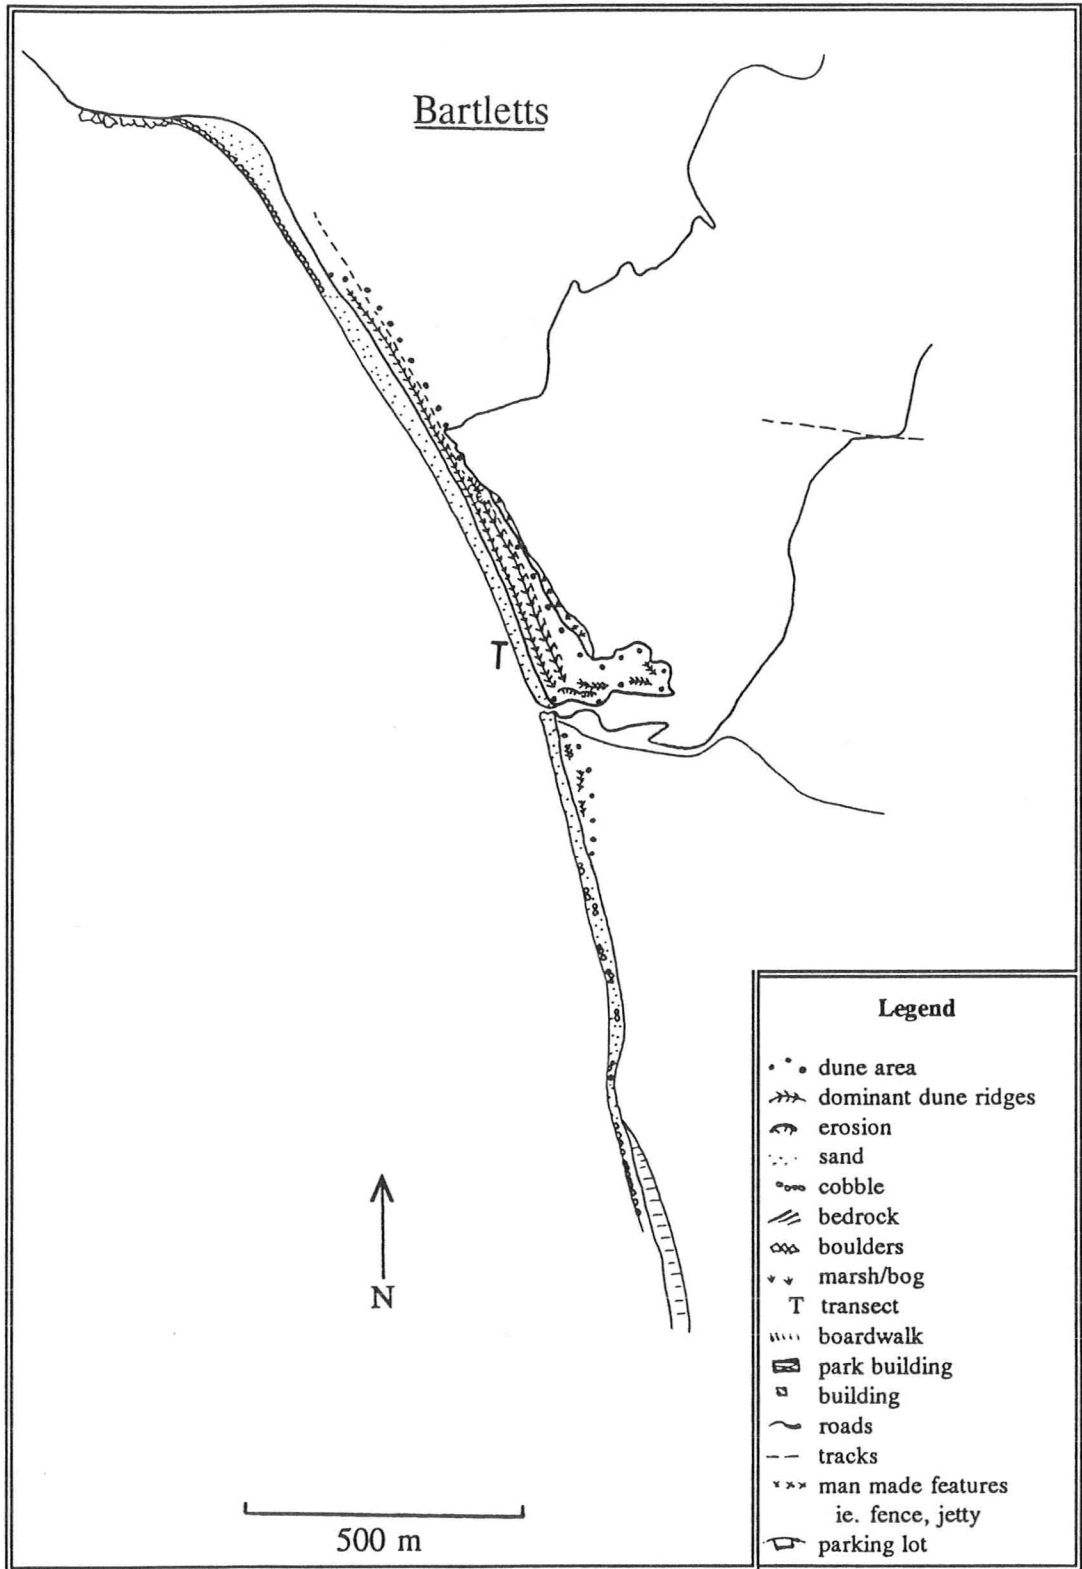 Bartletts
T
N
500 m
Legend
dune area
dominant dune ridges
erosion
sand
cobble
bedrock
boulders
marsh/bog
T transect
boardwalk
park building
building
roads
tracks
man made features
ie. fence, jetty
parking lot